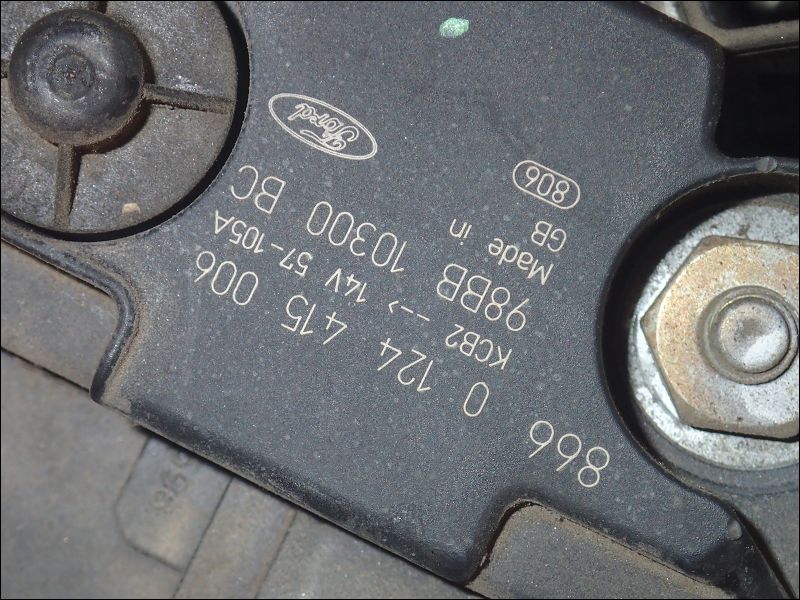 866
0 124 415 006
KCB2 --> 14V 57-105A
98BB 10300 BC
Made in
GB
806
Ford